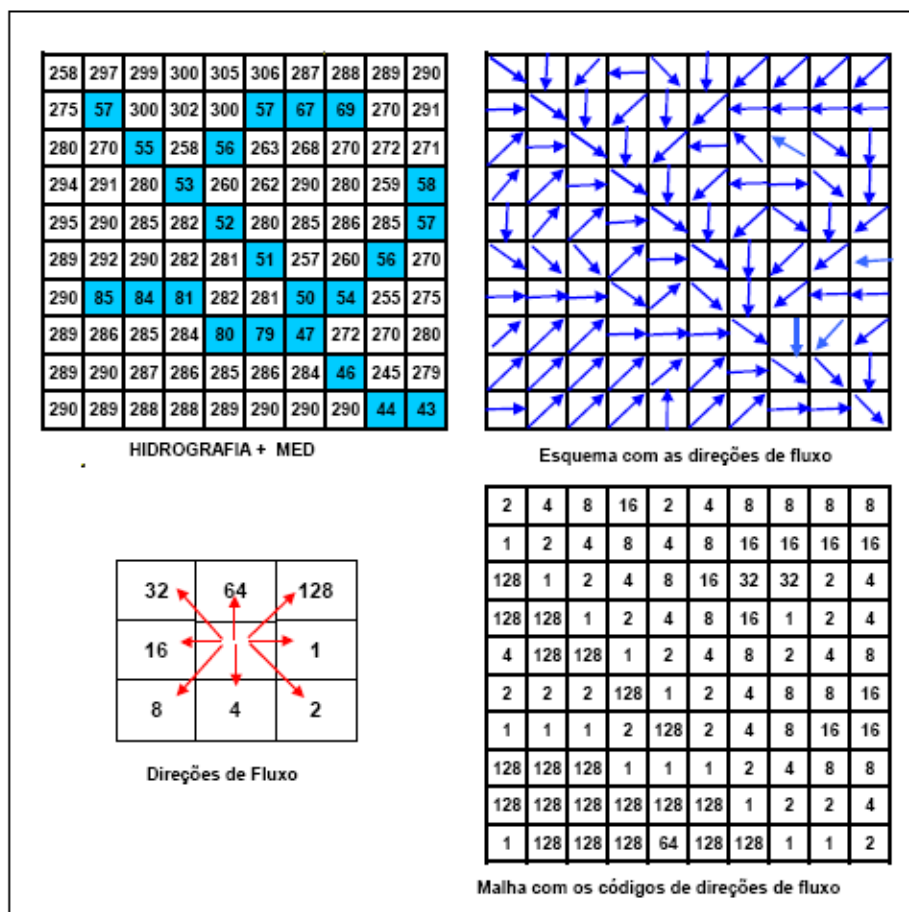 258 297 299 300 305 306 287 288 289 290
275 57 300 302 300 57 67 69 270 291
280 270 55 258 56 263 268 270 272 271
294 291 280 53 260 262 290 280 259 58
295 290 285 282 52 280 285 286 285 57
289 292 290 282 281 51 257 260 56 270
290 85 84 81 282 281 50 54 255 275
289 286 285 284 80 79 47 272 270 280
289 290 287 286 285 286 284 46 245 279
290 289 288 288 289 290 290 290 44 43
HIDROGRAFIA + MED
Esquema com as direções de fluxo
32 64 128
16 1
8 4 2
Direções de Fluxo
2 4 8 16 2 4 8 8 8 8
1 2 4 8 4 8 16 16 16 16
128 1 2 4 8 16 32 32 2 4
128 128 1 2 4 8 16 1 2 4
4 128 128 1 2 4 8 2 4 8
2 2 2 128 1 2 4 8 8 16
1 1 1 2 128 2 4 8 16 16
128 128 128 1 1 1 2 4 8 8
128 128 128 128 128 128 1 2 2 4
1 128 128 128 64 128 128 1 1 2
Malha com os códigos de direções de fluxo